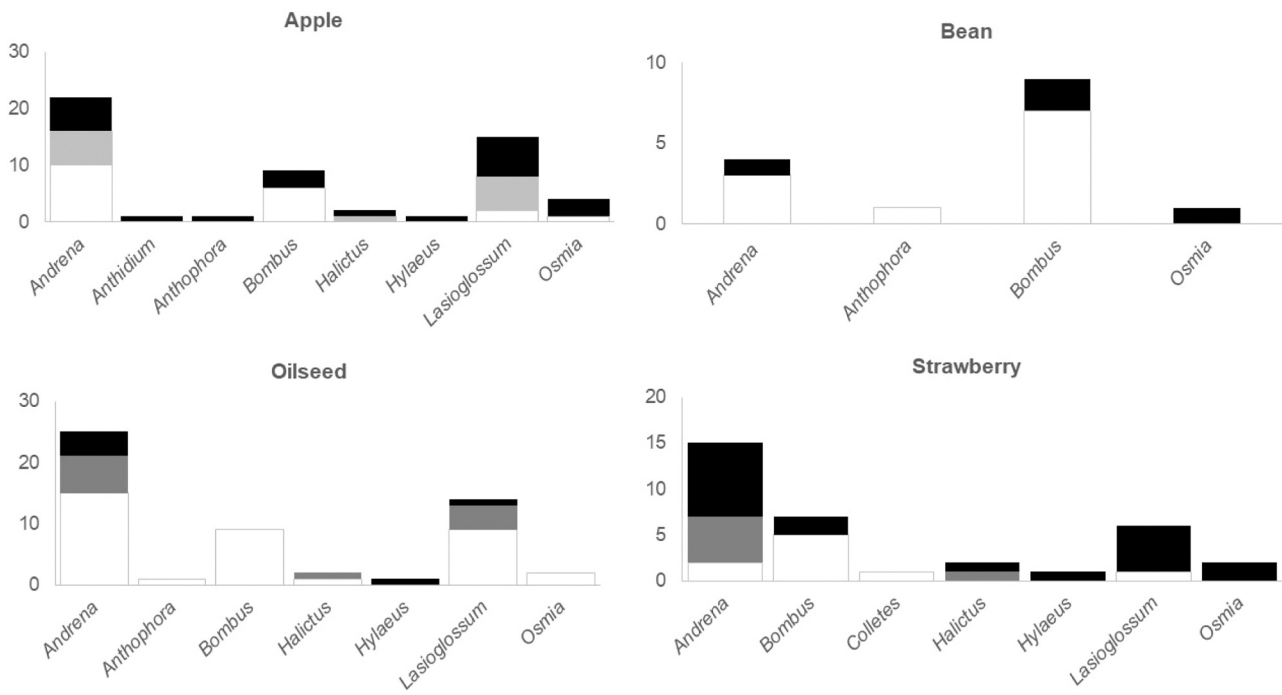 Apple
30
20
10
0
Andrena
Anthidium
Anthophora
Bombus
Halictus
Hylaeus
Lasioglossum
Osmia
Bean
10
5
0
Andrena
Anthophora
Bombus
Osmia
Oilseed
30
20
10
0
Andrena
Anthophora
Bombus
Halictus
Hylaeus
Lasioglossum
Osmia
Strawberry
20
15
10
5
0
Andrena
Bombus
Colletes
Halictus
Hylaeus
Lasioglossum
Osmia